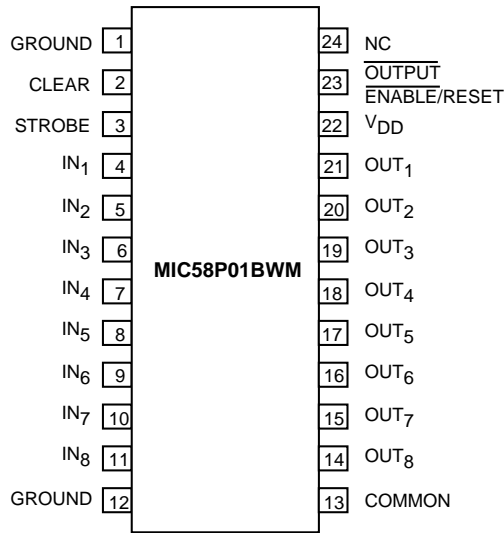 GROUND 1 24 NC
CLEAR 2 23 OUTPUT
ENABLE/RESET
STROBE 3 22 VDD
IN1 4 21 OUT1
IN2 5 20 OUT2
IN3 6 19 OUT3
MIC58P01BWM
IN4 7 18 OUT4
IN5 8 17 OUT5
IN6 9 16 OUT6
IN7 10 15 OUT7
IN8 11 14 OUT8
GROUND 12 13 COMMON